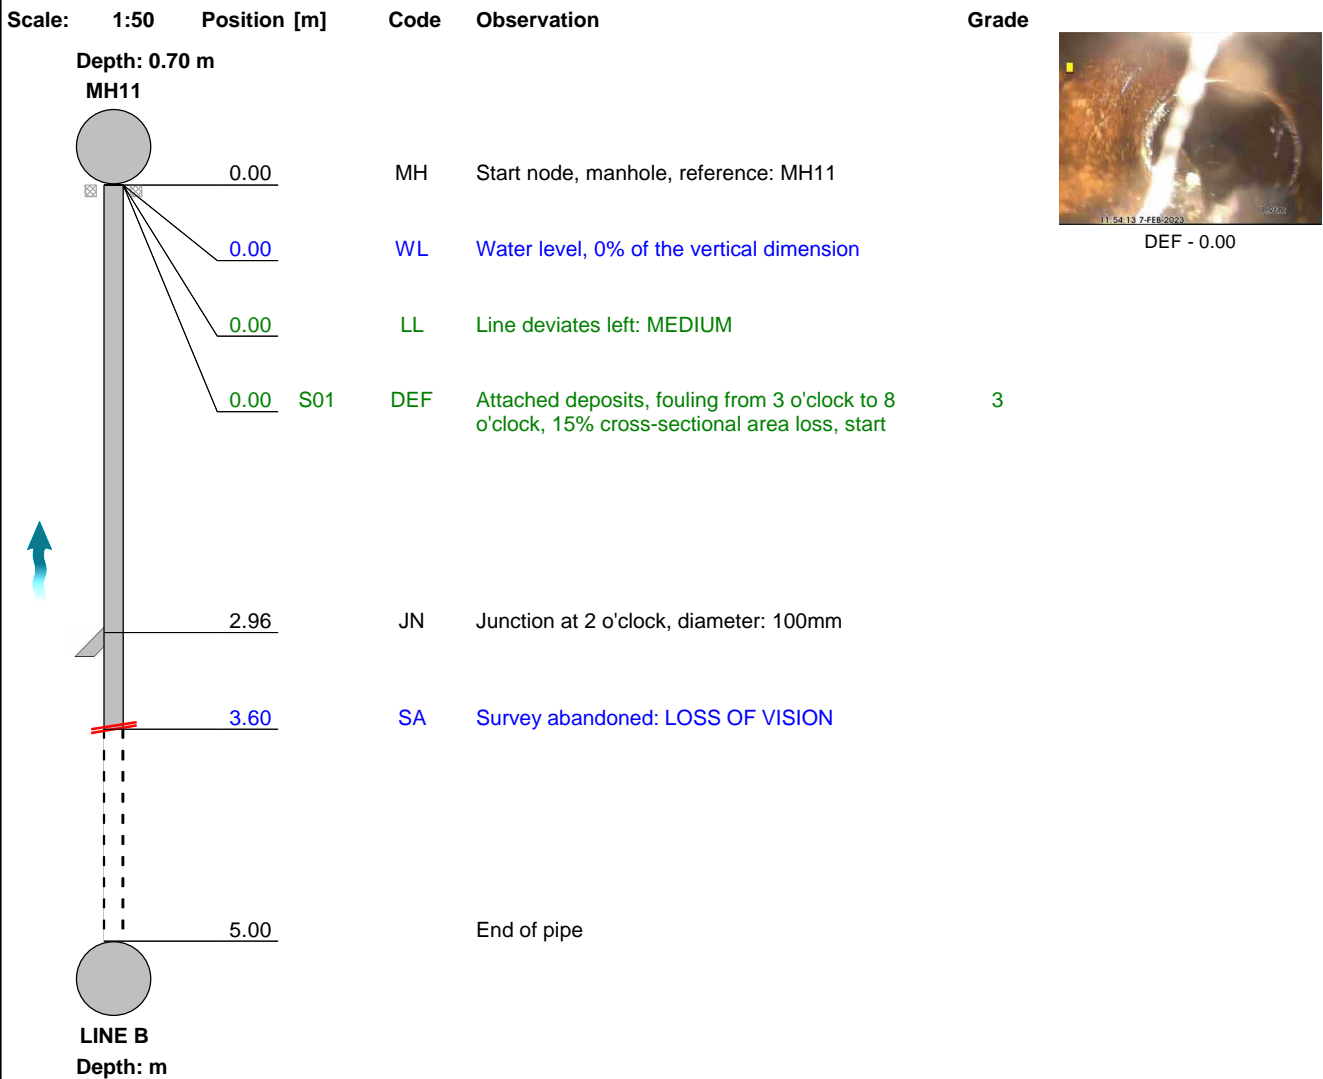 Scale: 1:50 Position [m] Code Observation Grade
Depth: 0.70 m
MH11
0.00 MH Start node, manhole, reference: MH11
0.00 WL Water level, 0% of the vertical dimension
0.00 LL Line deviates left: MEDIUM
0.00 S01 DEF Attached deposits, fouling from 3 o'clock to 8 3
o'clock, 15% cross-sectional area loss, start
11:54:13 7-FEB-2023
DEF - 0.00
2.96 JN Junction at 2 o'clock, diameter: 100mm
3.60 SA Survey abandoned: LOSS OF VISION
5.00 End of pipe
LINE B
Depth: m